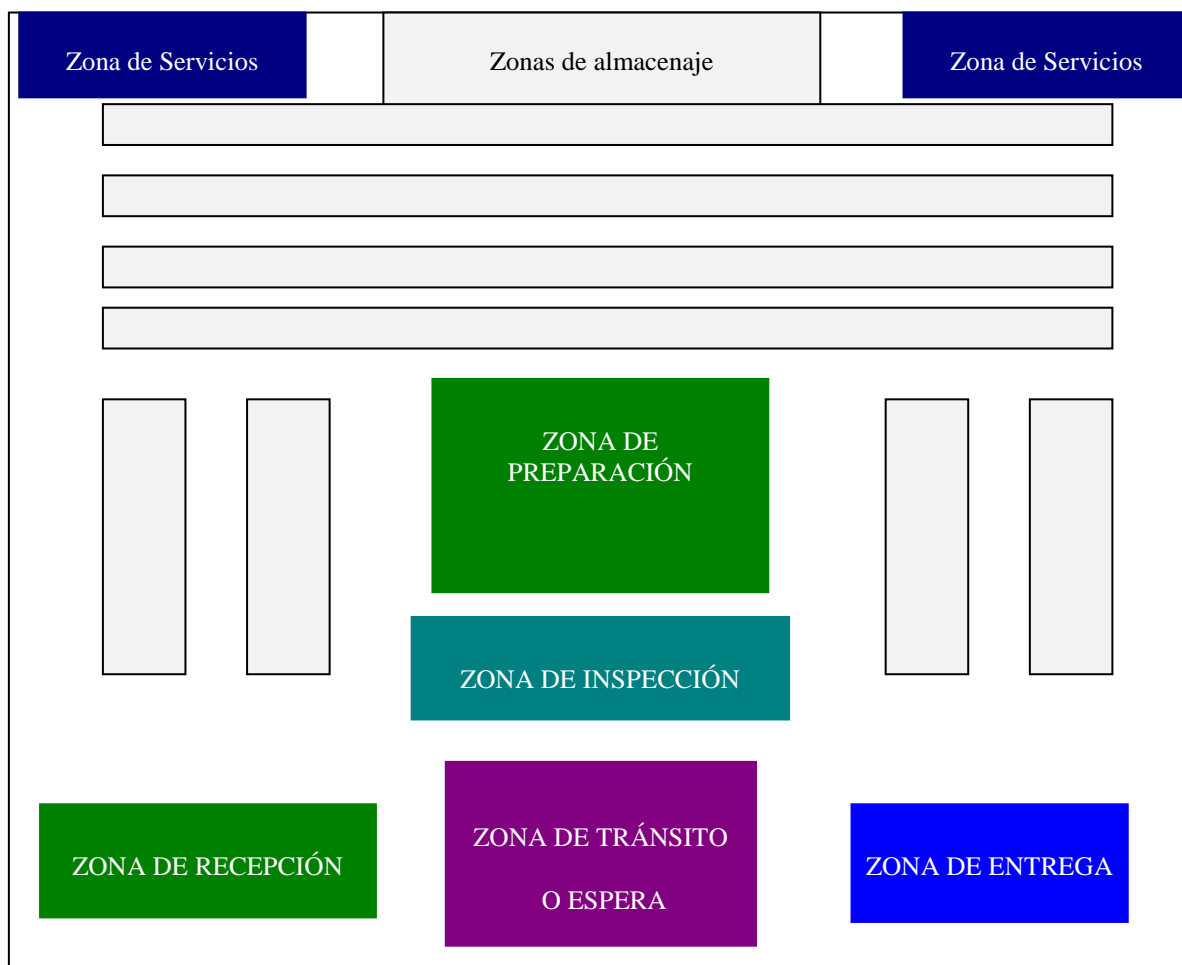 Zona de Servicios
Zonas de almacenaje
Zona de Servicios
ZONA DE
PREPARACIÓN
ZONA DE INSPECCIÓN
ZONA DE RECEPCIÓN
ZONA DE TRÁNSITO
O ESPERA
ZONA DE ENTREGA